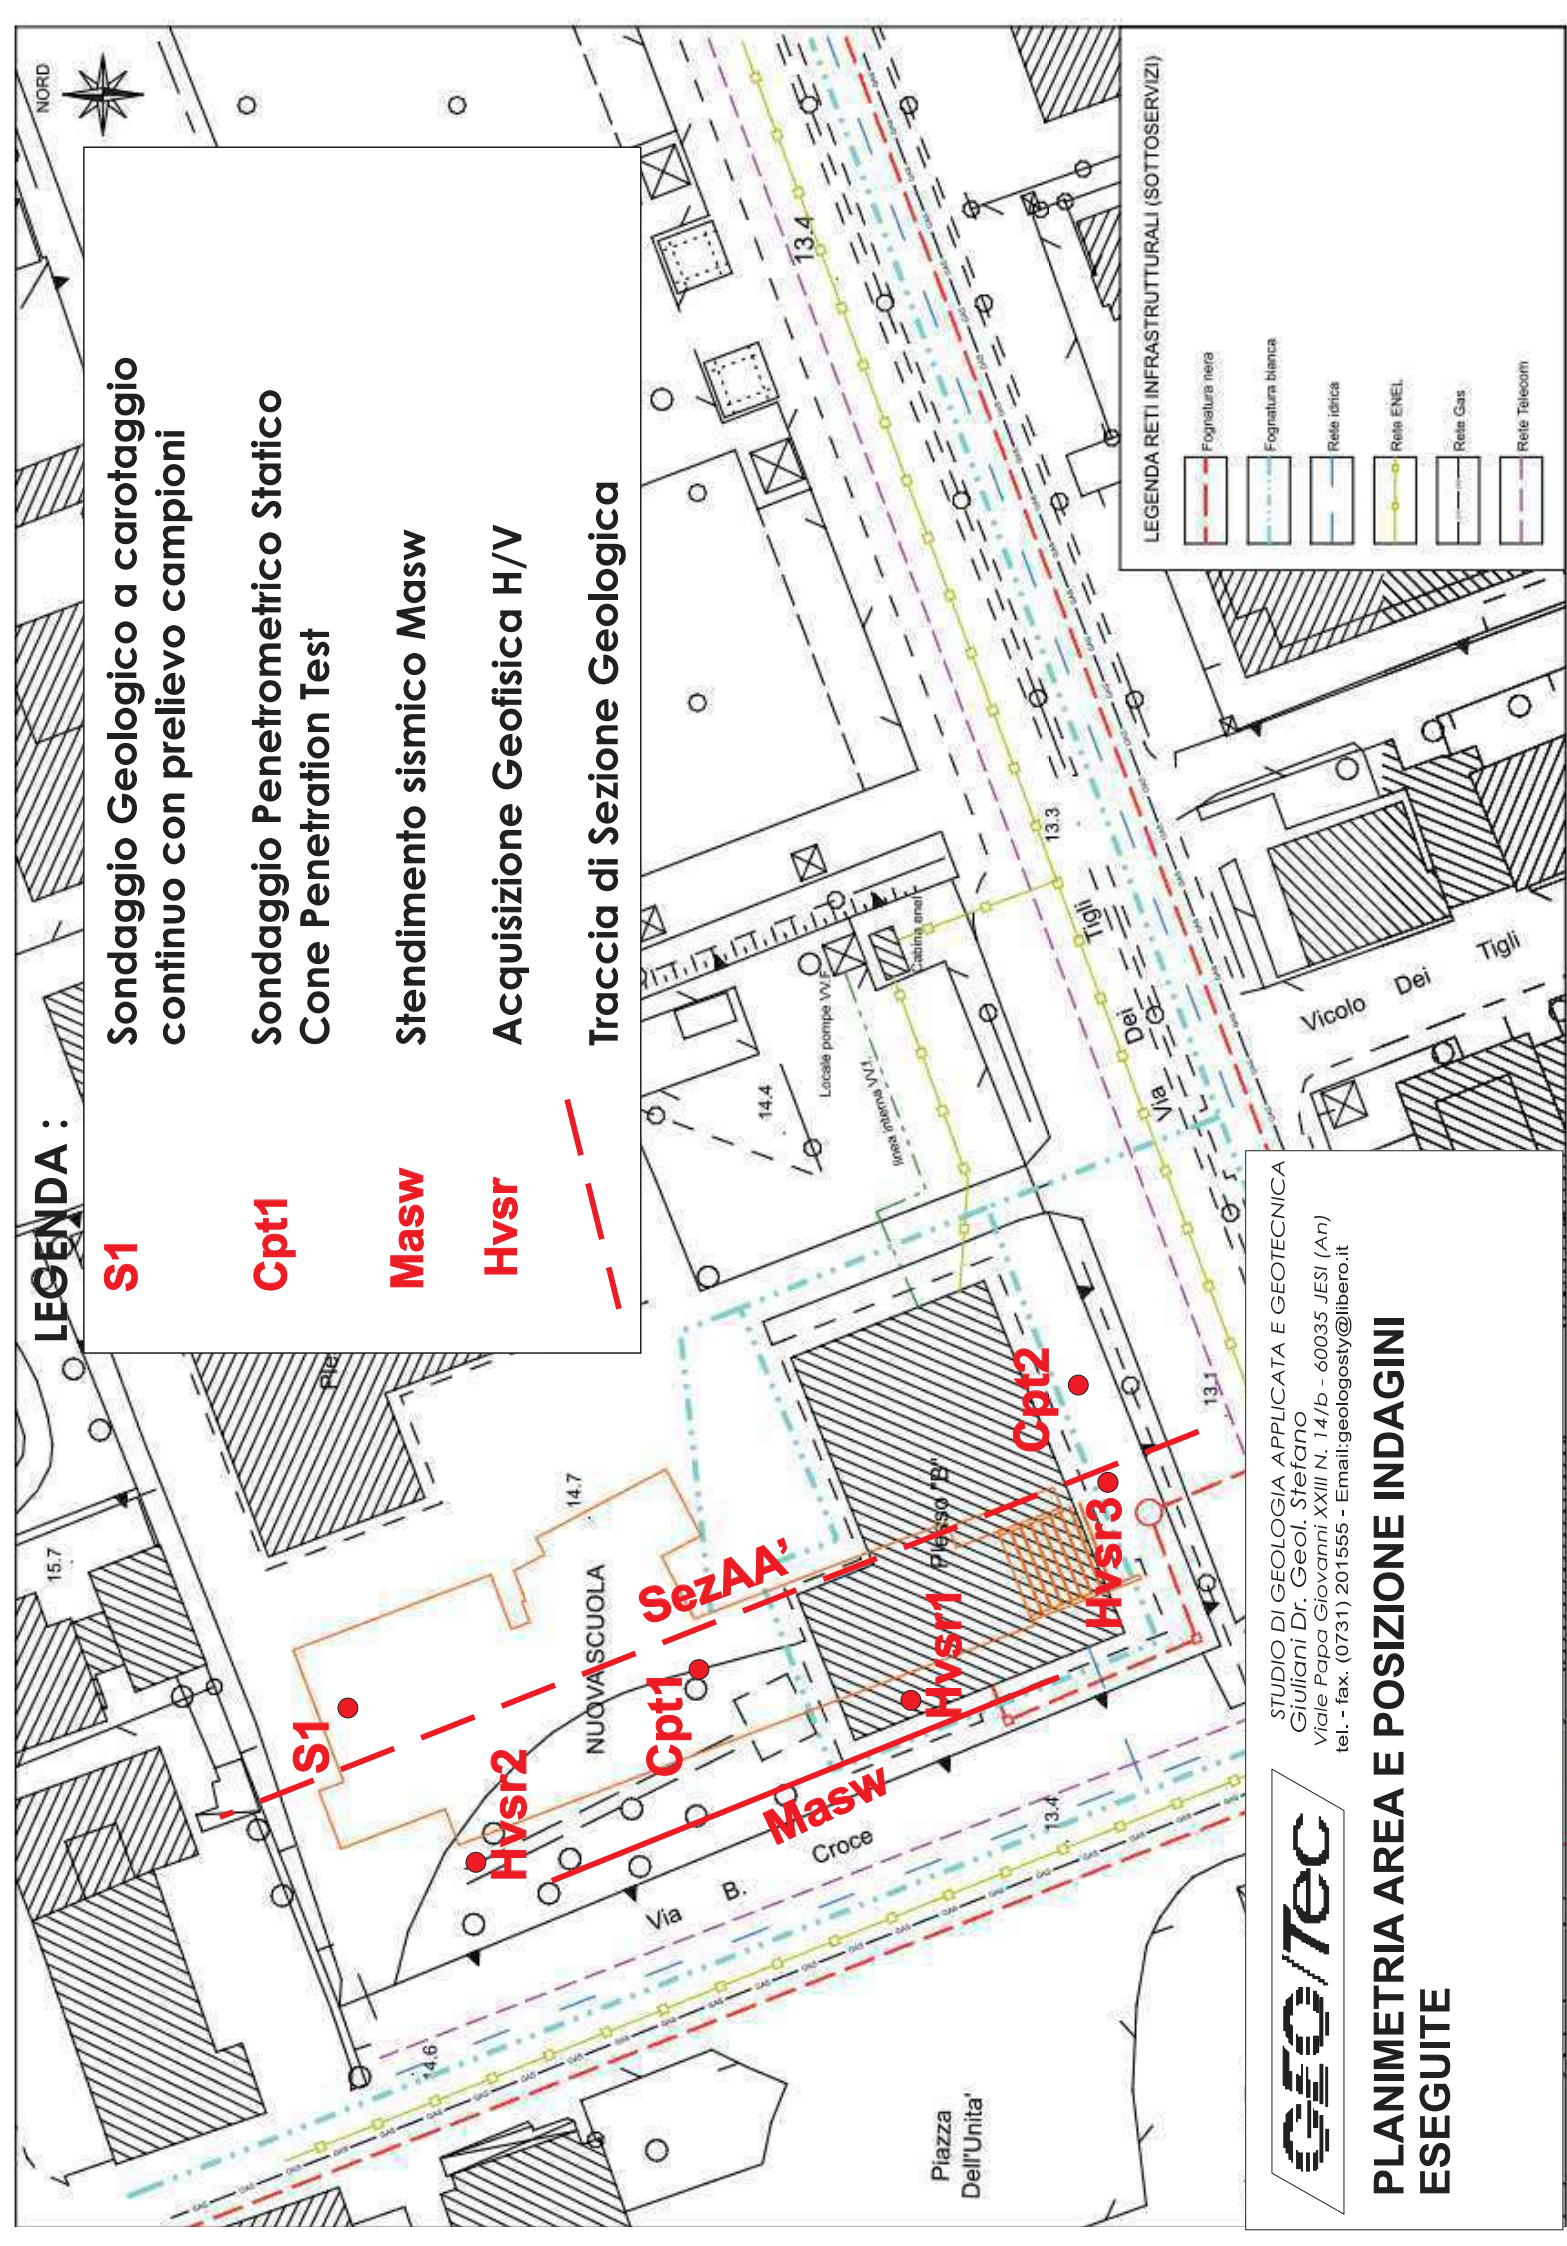 NORD
LEGENDA :
S1
Sondaggio Geologico a carotaggio
continuo con prelievo campioni
Cpt1
Sondaggio Penetrometrico Statico
Cone Penetration Test
Masw
Stendimento sismico Masw
Hvsr
Acquisizione Geofisica H/V
Traccia di Sezione Geologica
Ple
15.7
14.7
14.4
13.4
13.3
13.1
13.4
S1
Hvsr2
NUOVA SCUOLA
Cpt1
SezAA’
Masw
Hvsr1
Plesso "B"
Cpt2
Hvsr3
Locale pompe VV.F.
linea interna VV.f.
Cabina enel
Via Dei Tigli
Vicolo Dei Tigli
Via B. Croce
Piazza
Dell'Unita'
LEGENDA RETI INFRASTRUTTURALI (SOTTOSERVIZI)
Fognatura nera
Fognatura bianca
Rete idrica
Rete ENEL
Rete Gas
Rete Telecom
GEO/TeC
STUDIO DI GEOLOGIA APPLICATA E GEOTECNICA
Giuliani Dr. Geol. Stefano
Viale Papa Giovanni XXIII N. 14/b - 60035 JESI (An)
tel. - fax. (0731) 201555 - Email:geologosty@libero.it
PLANIMETRIA AREA E POSIZIONE INDAGINI
ESEGUITE